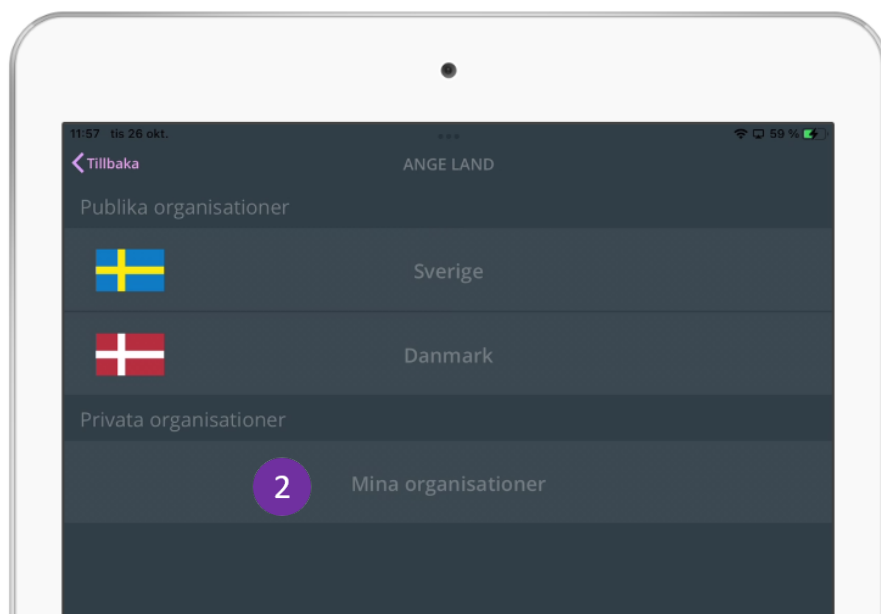 11:57 tis 26 okt.
59 %
Tillbaka
ANGE LAND
Publika organisationer
Sverige
Danmark
Privata organisationer
2
Mina organisationer